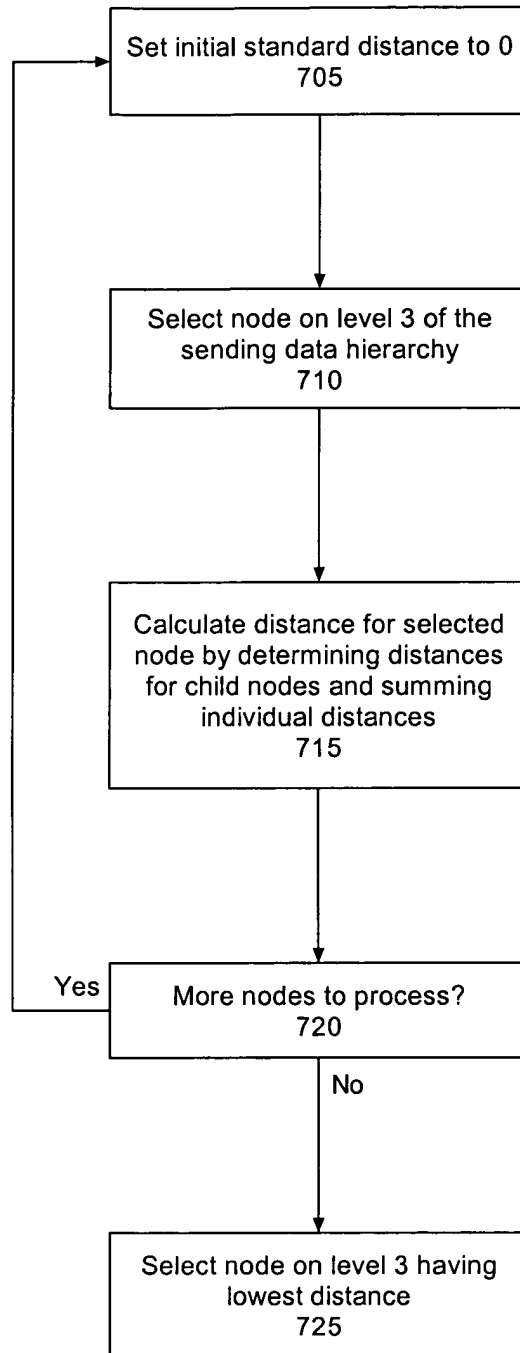 Set initial standard distance to 0
705
Select node on level 3 of the
sending data hierarchy
710
Calculate distance for selected
node by determining distances
for child nodes and summing
individual distances
715
Yes
More nodes to process?
720
No
Select node on level 3 having
lowest distance
725